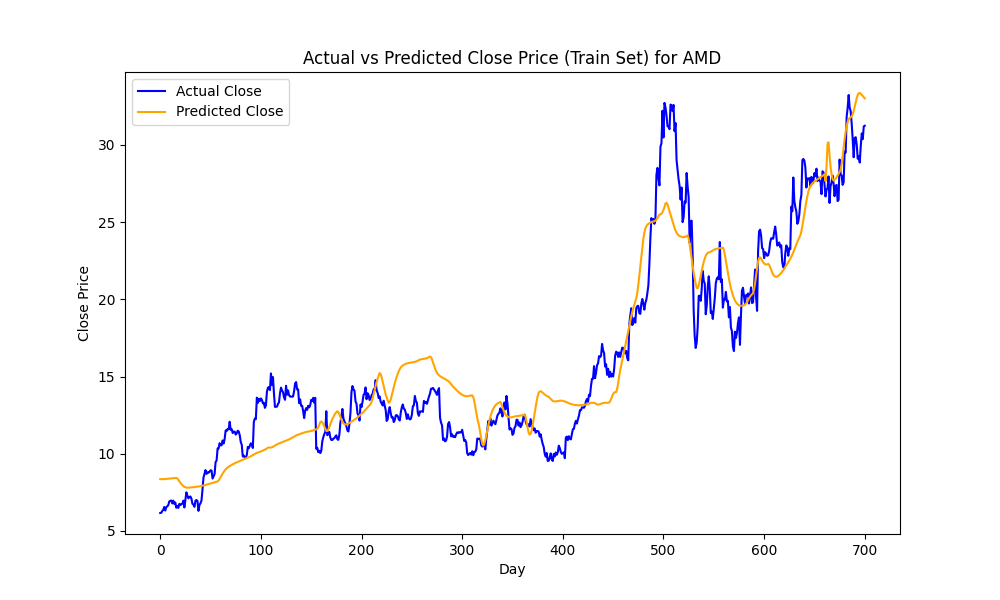 Actual vs Predicted Close Price (Train Set) for AMD
Actual Close
Predicted Close
30
25
20
15
10
5
Close Price
0 100 200 300 400 500 600 700
Day